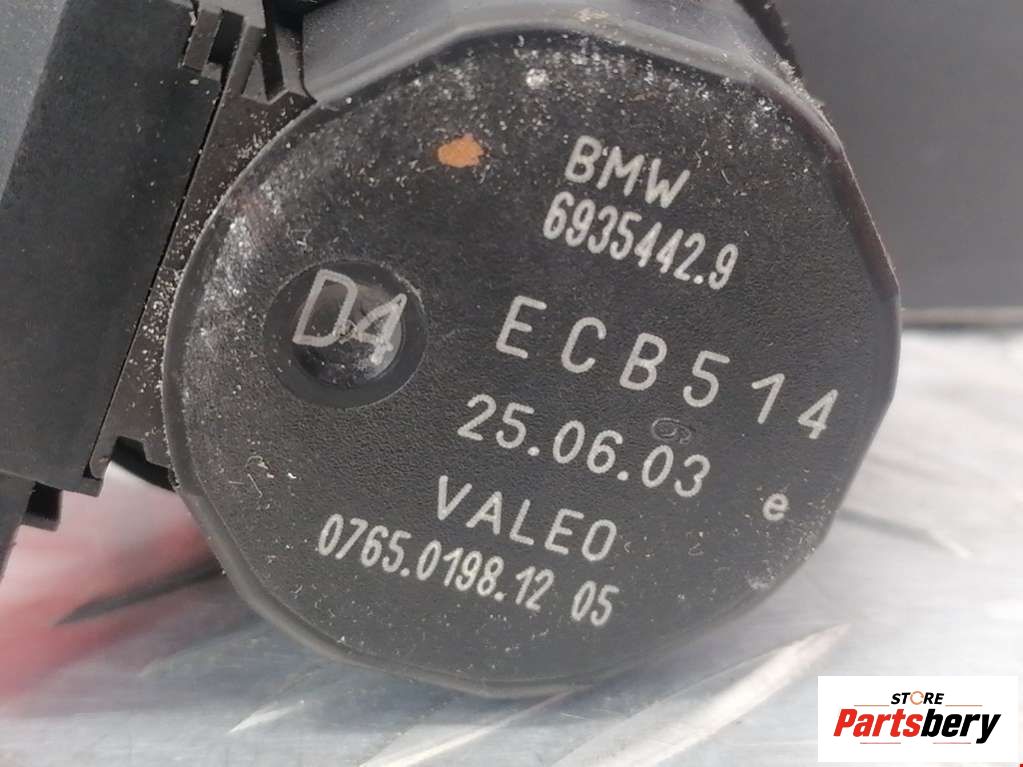 BMW
6935442.9
D4
ECB514
25.06.03
e
VALEO
0765.0198.12 05
STORE
Partsbery